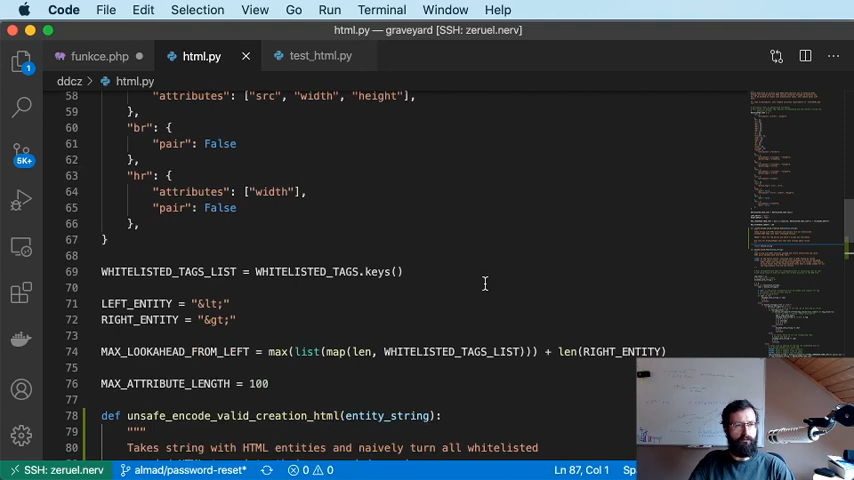 Code File Edit Selection View Go Run Terminal Window Help
html.py — graveyard [SSH: zeruel.nerv]
funkce.php html.py test_html.py
ddcz > html.py
58 "attributes": ["src", "width", "height"],
59 },
60 "br": {
61 "pair": False
62 },
63 "hr": {
64 "attributes": ["width"],
65 "pair": False
66 },
67 }
68
69 WHITELISTED_TAGS_LIST = WHITELISTED_TAGS.keys()
70
71 LEFT_ENTITY = "&lt;"
72 RIGHT_ENTITY = "&gt;"
73
74 MAX_LOOKAHEAD_FROM_LEFT = max(list(map(len, WHITELISTED_TAGS_LIST))) + len(RIGHT_ENTITY)
75
76 MAX_ATTRIBUTE_LENGTH = 100
77
78 def unsafe_encode_valid_creation_html(entity_string):
79 """
80 Takes string with HTML entities and naively turn all whitelisted
1
5K+
SSH: zeruel.nerv almad/password-reset* 0 0 Ln 87, Col 1